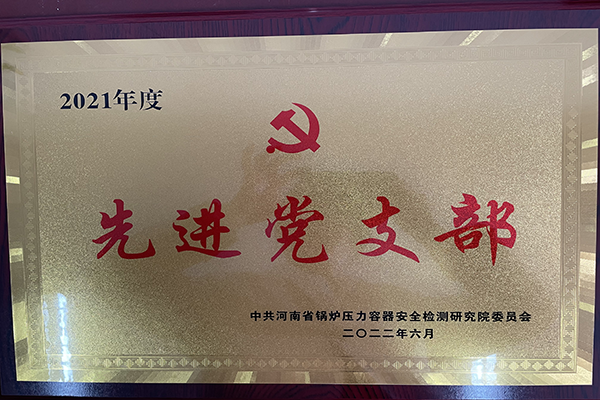 2021年度
先进党支部
中共河南省锅炉压力容器安全检测研究院委员会
二〇二二年六月